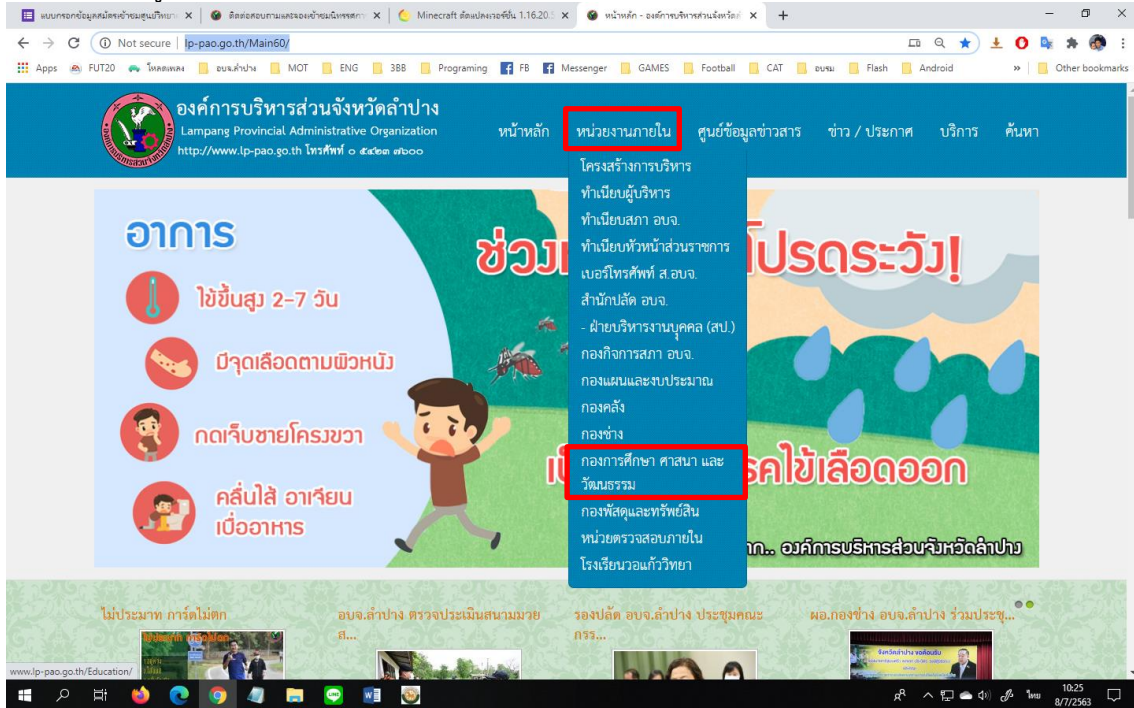 แบบกรอกข้อมูลสมัครเข้าชมศูนย์วิทยา
ติดต่อสอบถามและจองเข้าชมนิทรรศกา
Minecraft ดัดแปลงเวอร์ชั่น 1.16.20.5
หน้าหลัก - องค์การบริหารส่วนจังหวัดลำ
Not secure | lp-pao.go.th/Main60/
Apps FUT20 โหลดเพลง อบจ.ลำปาง MOT ENG 3BB Programing FB Messenger GAMES Football CAT อบรม Flash Android » Other bookmarks
องค์การบริหารส่วนจังหวัดลำปาง
Lampang Provincial Administrative Organization
http://www.lp-pao.go.th โทรศัพท์ ๐ ๕๔๒๓ ๗๖๐๐
หน้าหลัก หน่วยงานภายใน ศูนย์ข้อมูลข่าวสาร ข่าว / ประกาศ บริการ ค้นหา
โครงสร้างการบริหาร
ทำเนียบผู้บริหาร
ทำเนียบสภา อบจ.
ทำเนียบหัวหน้าส่วนราชการ
เบอร์โทรศัพท์ ส.อบจ.
สำนักปลัด อบจ.
- ฝ่ายบริหารงานบุคคล (สป.)
กองกิจการสภา อบจ.
กองแผนและงบประมาณ
กองคลัง
กองช่าง
กองการศึกษา ศาสนา และ
วัฒนธรรม
กองพัสดุและทรัพย์สิน
หน่วยตรวจสอบภายใน
โรงเรียนวอแก้ววิทยา
อาการ
ไข้ขึ้นสูง 2-7 วัน
มีจุดเลือดตามผิวหนัง
กดเจ็บชายโครงขวา
คลื่นไส้ อาเจียน
เบื่ออาหาร
ช่วง โปรดระวัง!
ไข้เลือดออก
องค์การบริหารส่วนจังหวัดลำปาง
ไม่ประมาท การ์ดไม่ตก
อบจ.ลำปาง ตรวจประเมินสนามมวย
ส...
รองปลัด อบจ.ลำปาง ประชุมคณะ
กรร...
ผอ.กองช่าง อบจ.ลำปาง ร่วมประชุ...
ไม่ประมาท การ์ดไม่ตก
www.lp-pao.go.th/Education/
ไทย
10:25
8/7/2563